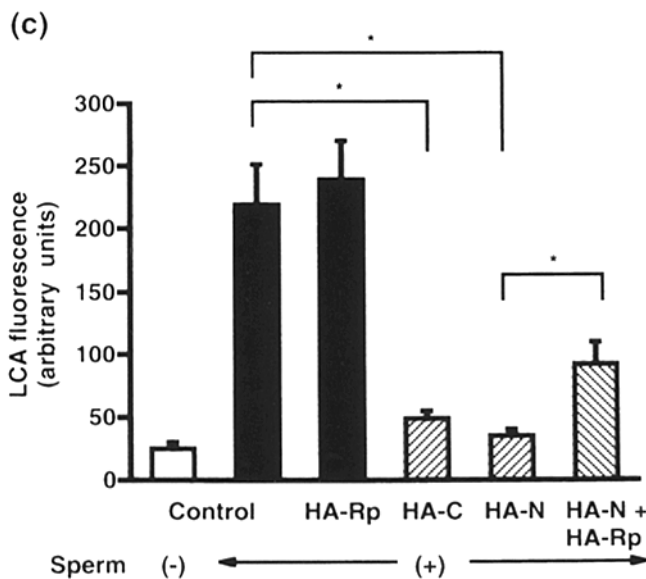 (c)
*
*
300
250
200
150
100
50
0
LCA fluorescence
(arbitrary units)
*
Control HA-Rp HA-C HA-N HA-N +
HA-Rp
Sperm (-) (+)